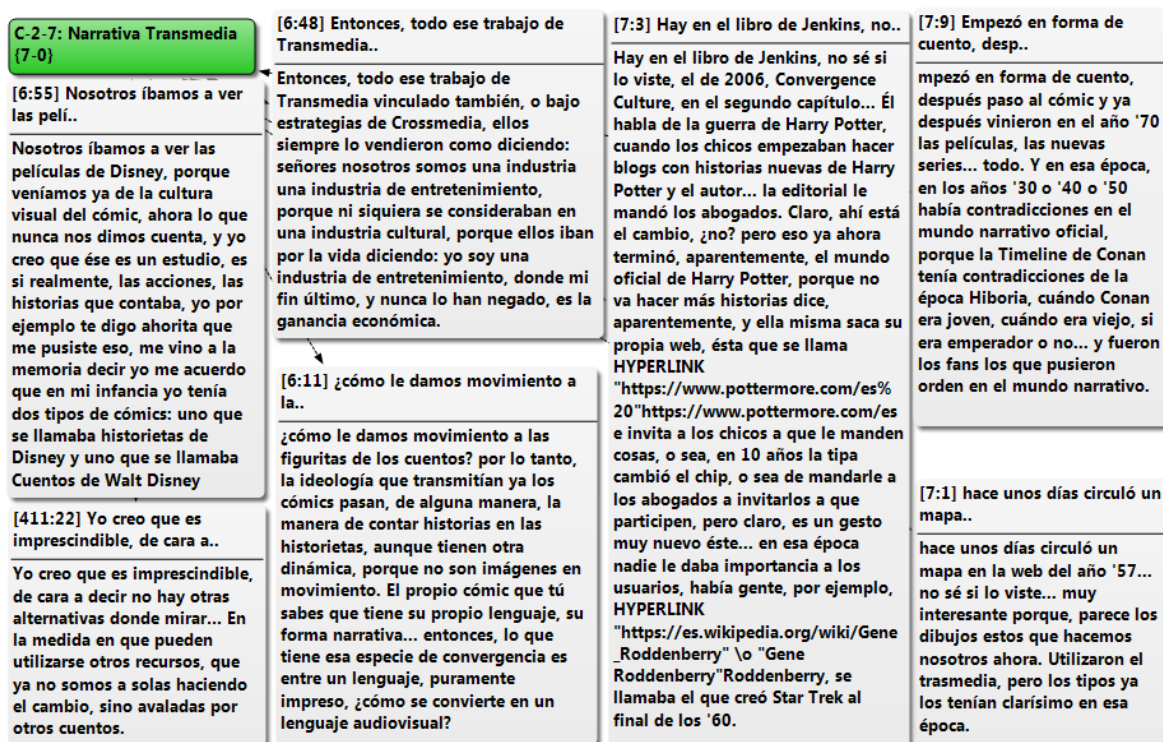 C-2-7: Narrativa Transmedia
{7-0}
[6:55] Nosotros íbamos a ver
las pelí..
Nosotros íbamos a ver las
películas de Disney, porque
veníamos ya de la cultura
visual del cómic, ahora lo que
nunca nos dimos cuenta, y yo
creo que ése es un estudio, es
si realmente, las acciones, las
historias que contaba, yo por
ejemplo te digo ahorita que
me pusiste eso, me vino a la
memoria decir yo me acuerdo
que en mi infancia yo tenía
dos tipos de cómics: uno que
se llamaba historietas de
Disney y uno que se llamaba
Cuentos de Walt Disney
[411:22] Yo creo que es
imprescindible, de cara a..
Yo creo que es imprescindible,
de cara a decir no hay otras
alternativas donde mirar... En
la medida en que pueden
utilizarse otros recursos, que
ya no somos a solas haciendo
el cambio, sino avaladas por
otros cuentos.
[6:48] Entonces, todo ese trabajo de
Transmedia..
Entonces, todo ese trabajo de
Transmedia vinculado también, o bajo
estrategias de Crossmedia, ellos
siempre lo vendieron como diciendo:
señores nosotros somos una industria
una industria de entretenimiento,
porque ni siquiera se consideraban en
una industria cultural, porque ellos iban
por la vida diciendo: yo soy una
industria de entretenimiento, donde mi
fin último, y nunca lo han negado, es la
ganancia económica.
[6:11] ¿cómo le damos movimiento a
la..
¿cómo le damos movimiento a las
figuritas de los cuentos? por lo tanto,
la ideología que transmitían ya los
cómics pasan, de alguna manera, la
manera de contar historias en las
historietas, aunque tienen otra
dinámica, porque no son imágenes en
movimiento. El propio cómic que tú
sabes que tiene su propio lenguaje, su
forma narrativa... entonces, lo que
tiene esa especie de convergencia es
entre un lenguaje, puramente
impreso, ¿cómo se convierte en un
lenguaje audiovisual?
[7:3] Hay en el libro de Jenkins, no..
Hay en el libro de Jenkins, no sé si
lo viste, el de 2006, Convergence
Culture, en el segundo capítulo... Él
habla de la guerra de Harry Potter,
cuando los chicos empezaban hacer
blogs con historias nuevas de Harry
Potter y el autor... la editorial le
mandó los abogados. Claro, ahí está
el cambio, ¿no? pero eso ya ahora
terminó, aparentemente, el mundo
oficial de Harry Potter, porque no
va hacer más historias dice,
aparentemente, y ella misma saca su
propia web, ésta que se llama
HYPERLINK
"https://www.pottermore.com/es%
20"https://www.pottermore.com/es
e invita a los chicos a que le manden
cosas, o sea, en 10 años la tipa
cambió el chip, o sea de mandarle a
los abogados a invitarlos a que
participen, pero claro, es un gesto
muy nuevo éste... en esa época
nadie le daba importancia a los
usuarios, había gente, por ejemplo,
HYPERLINK
"https://es.wikipedia.org/wiki/Gene
_Roddenberry" \o "Gene
Roddenberry"Roddenberry, se
llamaba el que creó Star Trek al
final de los '60.
[7:9] Empezó en forma de
cuento, desp..
mpezó en forma de cuento,
después paso al cómic y ya
después vinieron en el año '70
las películas, las nuevas
series... todo. Y en esa época,
en los años '30 o '40 o '50
había contradicciones en el
mundo narrativo oficial,
porque la Timeline de Conan
tenía contradicciones de la
época Hiboria, cuándo Conan
era joven, cuándo era viejo, si
era emperador o no... y fueron
los fans los que pusieron
orden en el mundo narrativo.
[7:1] hace unos días circuló un
mapa..
hace unos días circuló un
mapa en la web del año '57...
no sé si lo viste... muy
interesante porque, parece los
dibujos estos que hacemos
nosotros ahora. Utilizaron el
trasmedia, pero los tipos ya
los tenían clarísimo en esa
época.